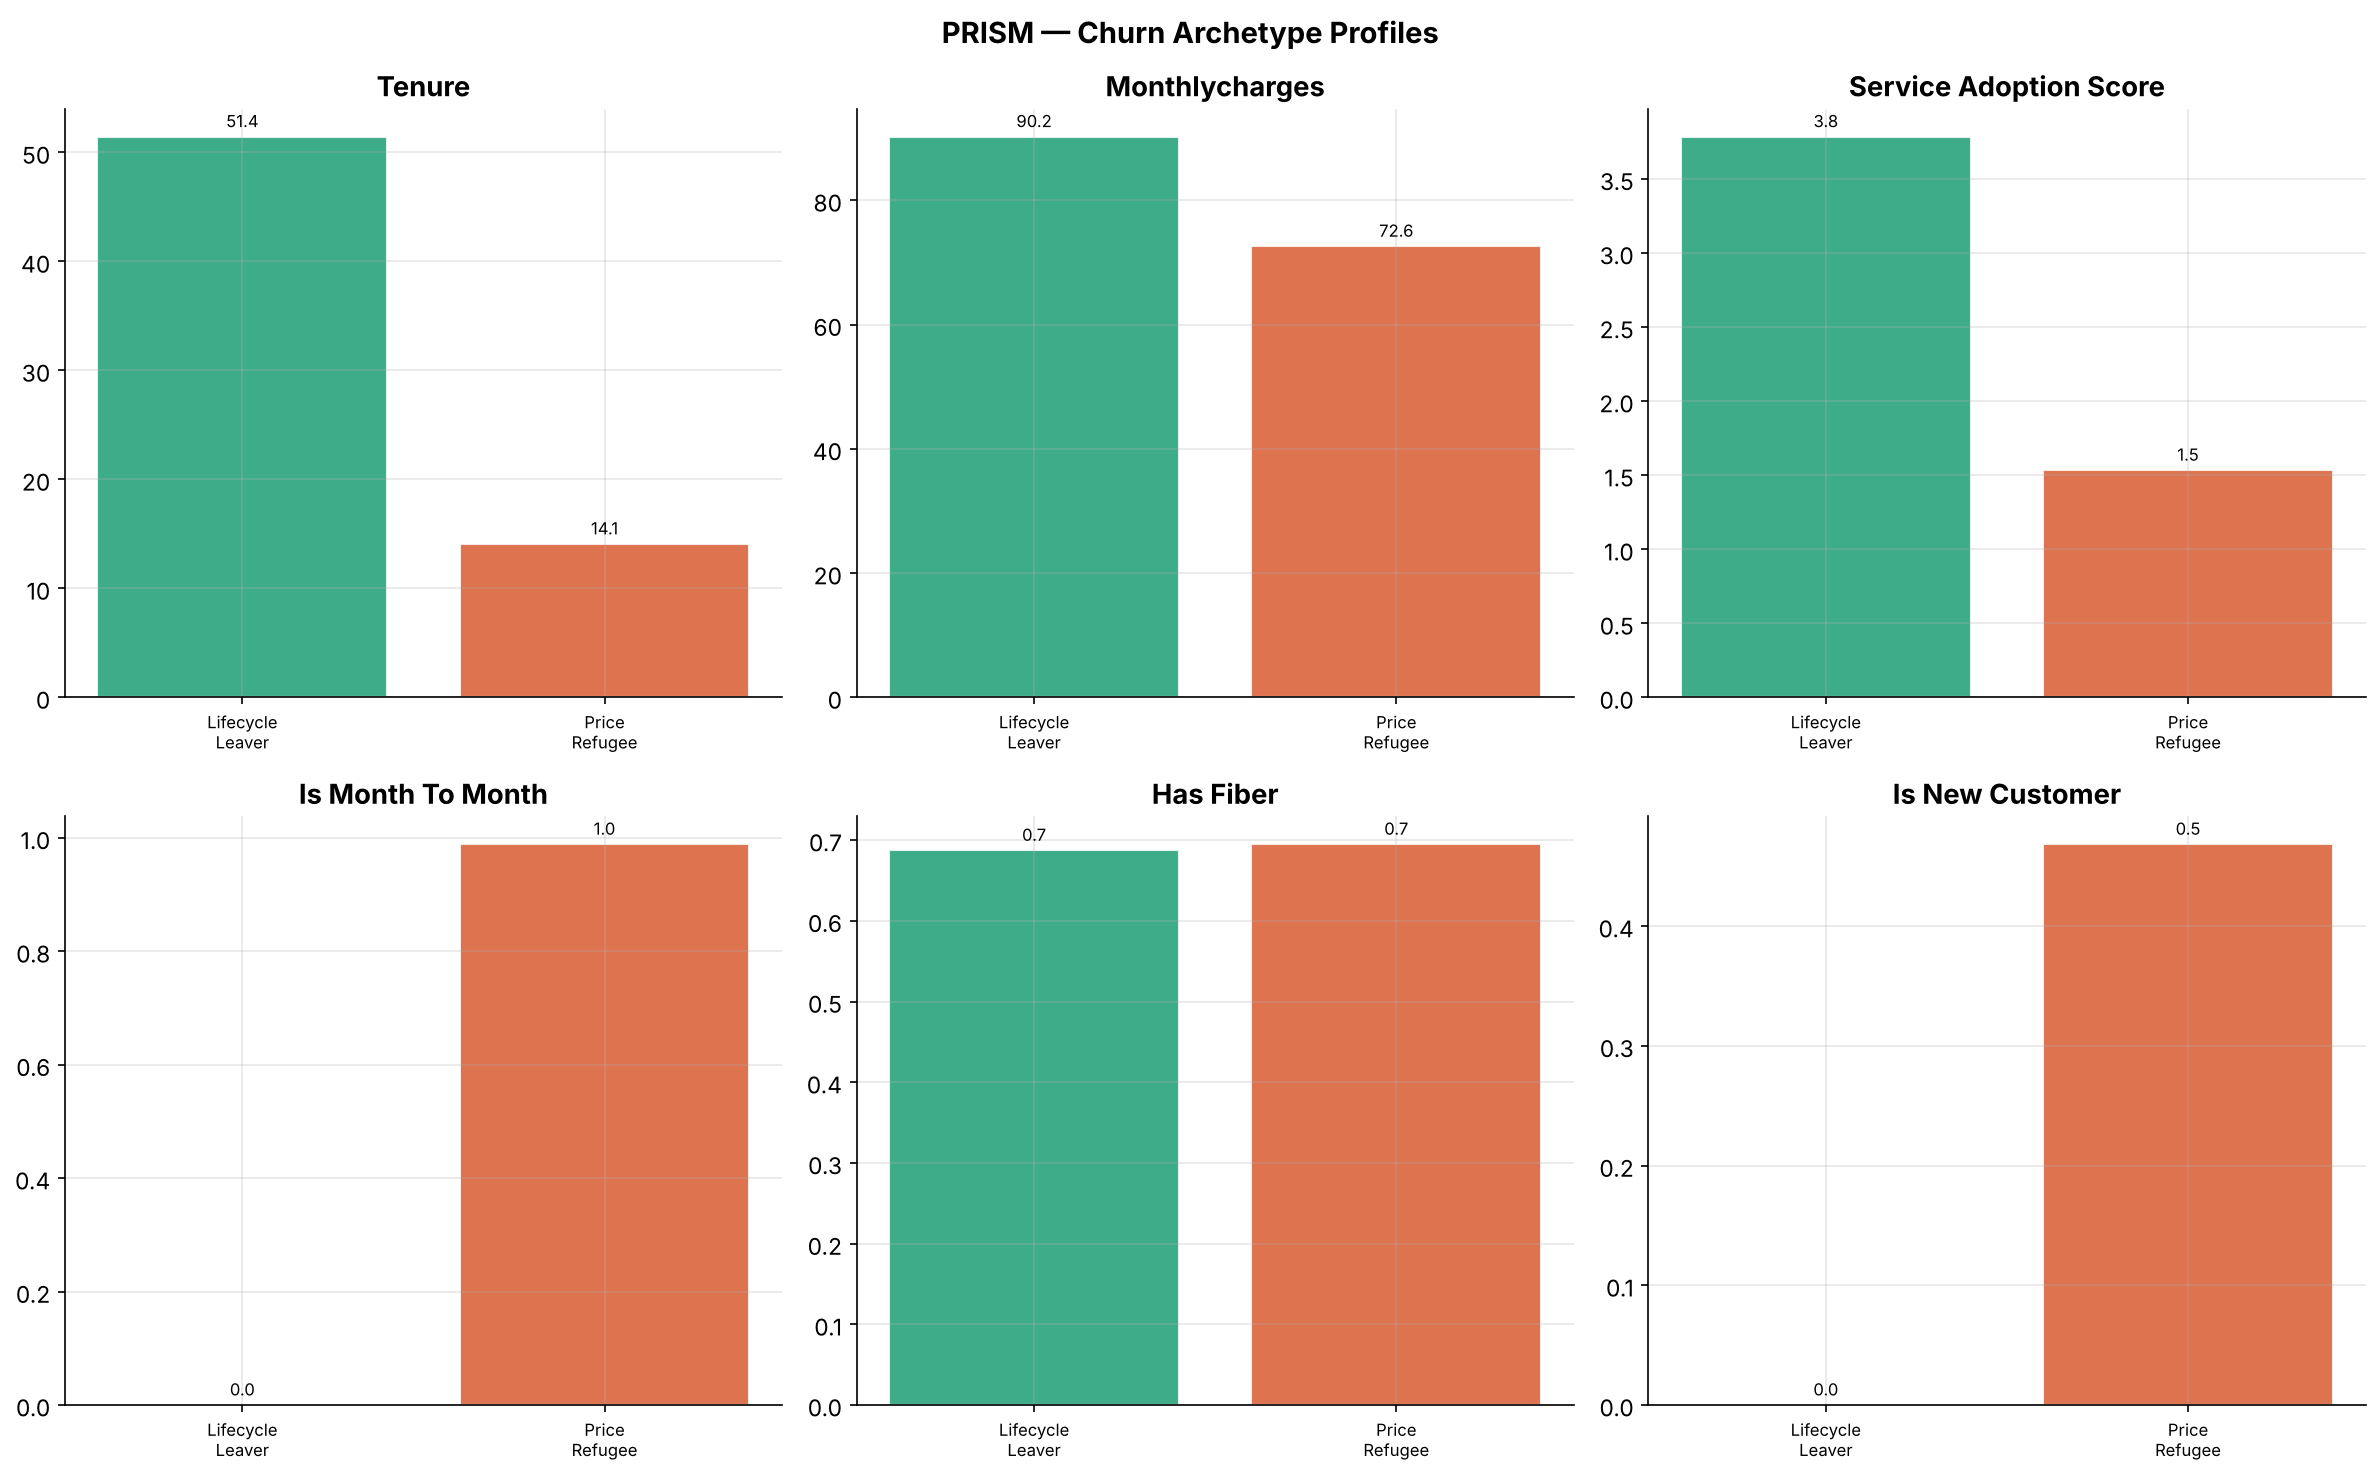 PRISM — Churn Archetype Profiles
Tenure
51.4
14.1
50
40
30
20
10
0
Lifecycle
Leaver
Price
Refugee
Monthlycharges
90.2
72.6
80
60
40
20
0
Lifecycle
Leaver
Price
Refugee
Service Adoption Score
3.8
1.5
3.5
3.0
2.5
2.0
1.5
1.0
0.5
0.0
Lifecycle
Leaver
Price
Refugee
Is Month To Month
1.0
0.0
1.0
0.8
0.6
0.4
0.2
0.0
Lifecycle
Leaver
Price
Refugee
Has Fiber
0.7
0.7
0.7
0.6
0.5
0.4
0.3
0.2
0.1
0.0
Lifecycle
Leaver
Price
Refugee
Is New Customer
0.5
0.0
0.4
0.3
0.2
0.1
0.0
Lifecycle
Leaver
Price
Refugee